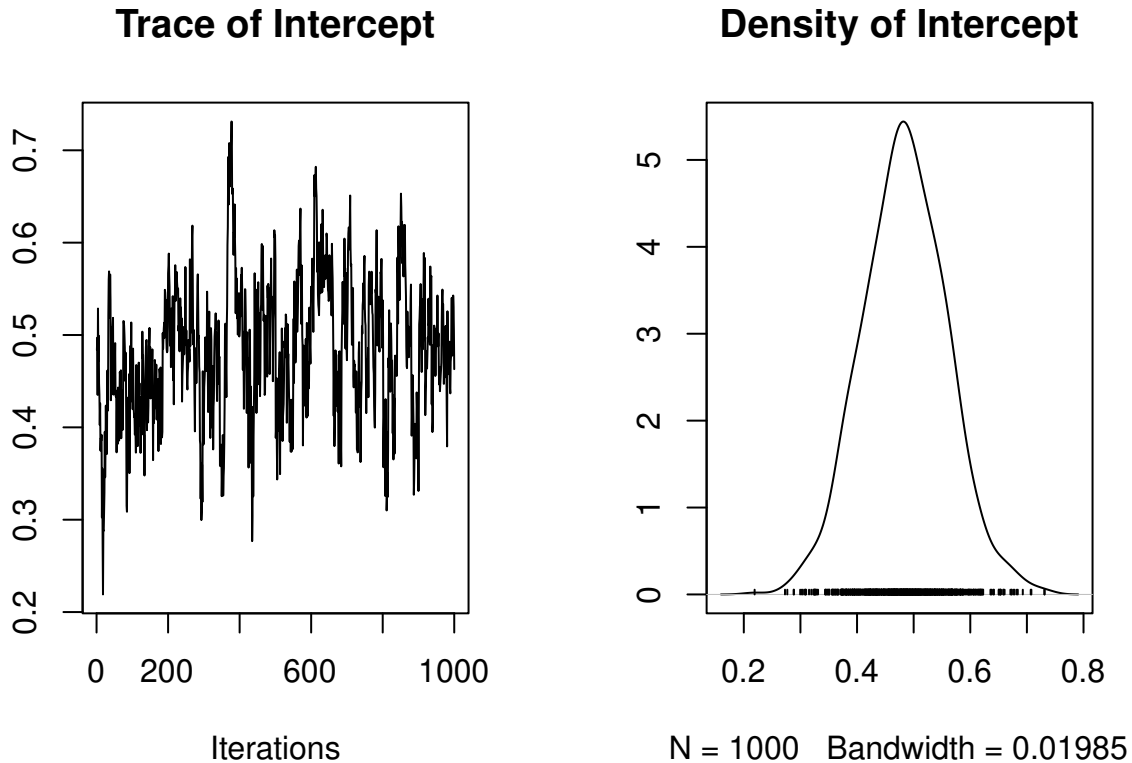 Trace of Intercept
0.7
0.6
0.5
0.4
0.3
0.2
0 200 600 1000
Iterations
Density of Intercept
5
4
3
2
1
0
0.2 0.4 0.6 0.8
N = 1000 Bandwidth = 0.01985